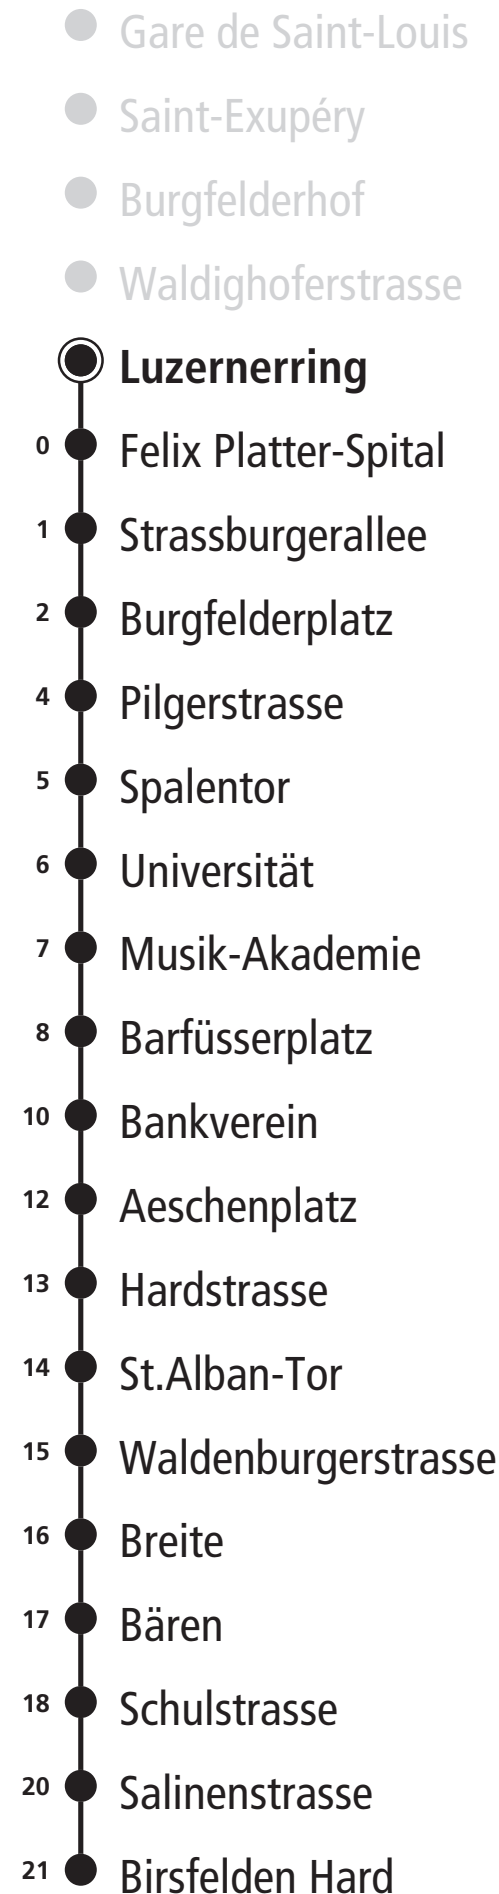 Gare de Saint-Louis
Saint-Exupéry
Burgfelderhof
Waldighoferstrasse
Luzernerring
0 Felix Platter-Spital
1 Strassburgerallee
2 Burgfelderplatz
4 Pilgerstrasse
5 Spalentor
6 Universität
7 Musik-Akademie
8 Barfüsserplatz
10 Bankverein
12 Aeschenplatz
13 Hardstrasse
14 St.Alban-Tor
15 Waldenburgerstrasse
16 Breite
17 Bären
18 Schulstrasse
20 Salinenstrasse
21 Birsfelden Hard